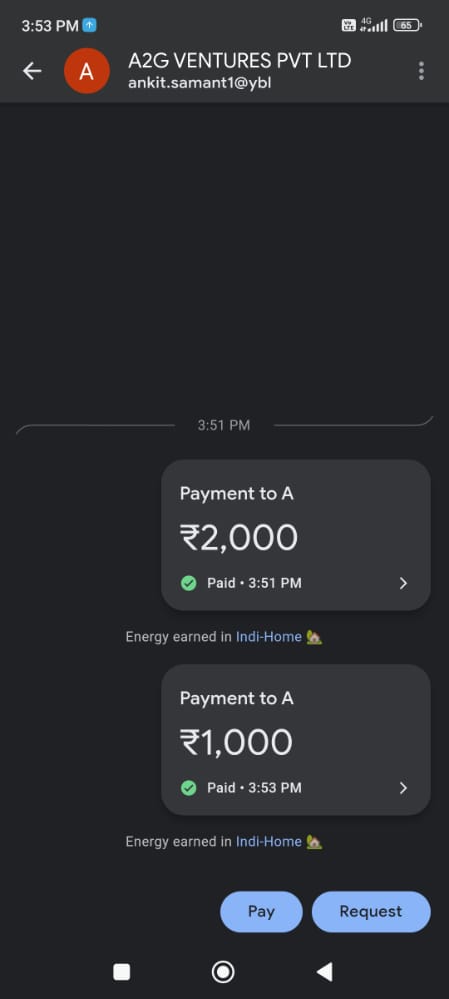 3:53 PM
Vo LTE 4G 65
A
A2G VENTURES PVT LTD
ankit.samant1@ybl
3:51 PM
Payment to A
₹2,000
Paid • 3:51 PM
Energy earned in Indi-Home 🏡
Payment to A
₹1,000
Paid • 3:53 PM
Energy earned in Indi-Home 🏡
Pay Request